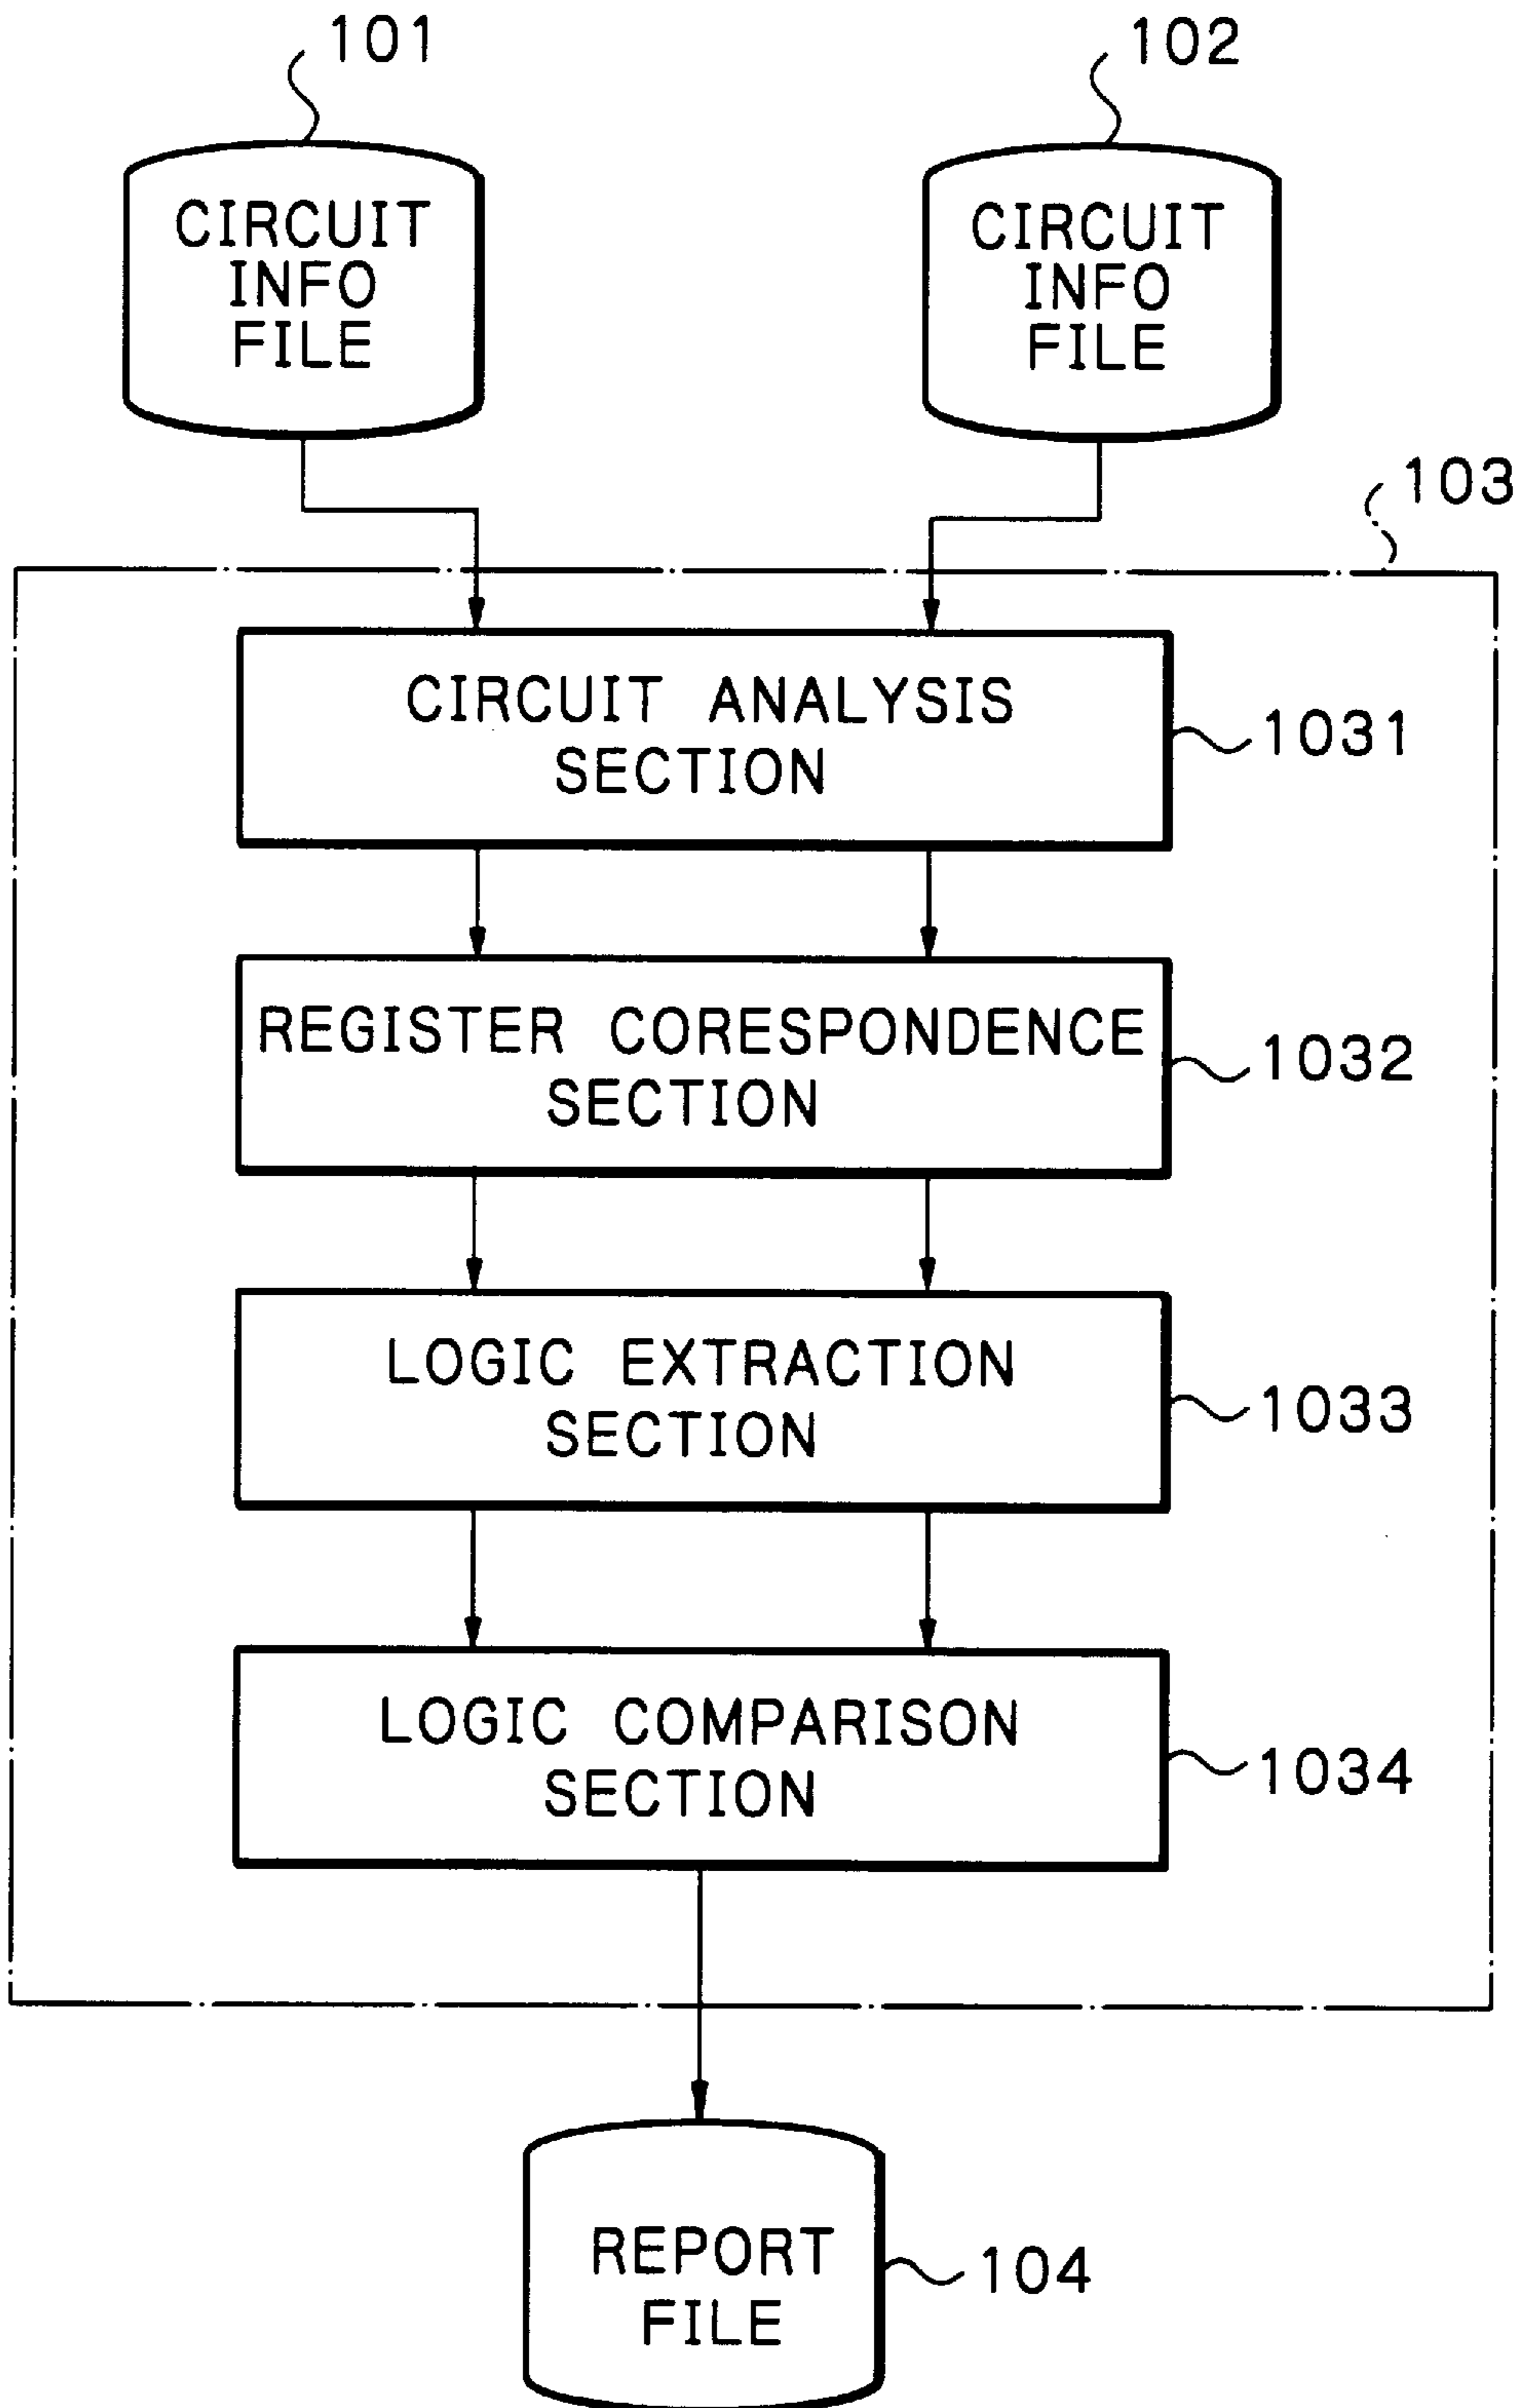 101
102
CIRCUIT
INFO
FILE
CIRCUIT
INFO
FILE
103
CIRCUIT ANALYSIS
SECTION
1031
REGISTER CORESPONDENCE
SECTION
1032
LOGIC EXTRACTION
SECTION
1033
LOGIC COMPARISON
SECTION
1034
REPORT
FILE
104